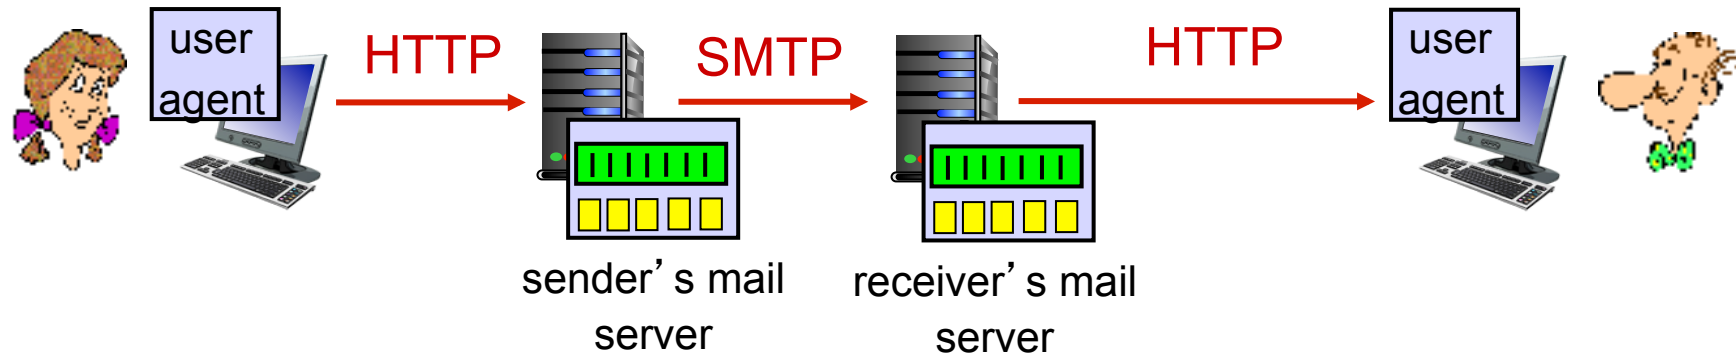 user
agent
HTTP
SMTP
HTTP
user
agent
sender’s mail
server
receiver’s mail
server